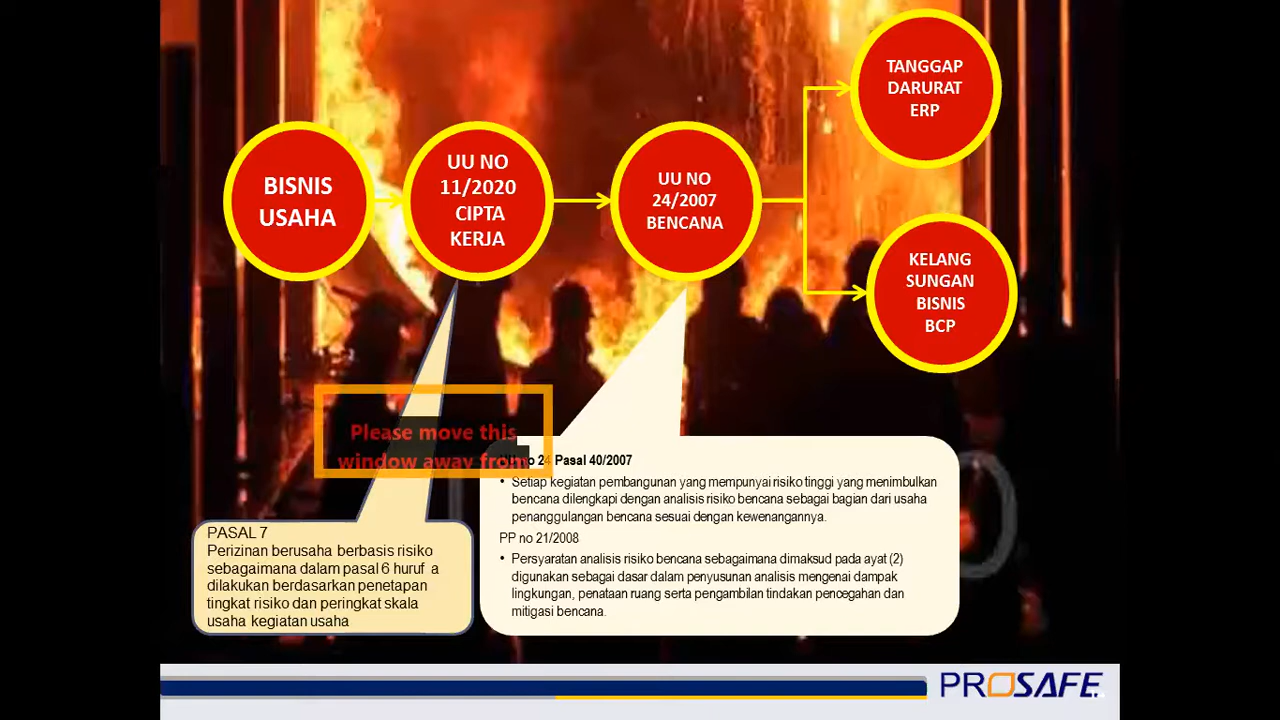 BISNIS
USAHA
UU NO
11/2020
CIPTA
KERJA
UU NO
24/2007
BENCANA
TANGGAP
DARURAT
ERP
KELANG
SUNGAN
BISNIS
BCP
Please move this
window away from
PASAL 7
Perizinan berusaha berbasis risiko
sebagaimana dalam pasal 6 huruf a
dilakukan berdasarkan penetapan
tingkat risiko dan peringkat skala
usaha kegiatan usaha
24 Pasal 40/2007
• Setiap kegiatan pembangunan yang mempunyai risiko tinggi yang menimbulkan
bencana dilengkapi dengan analisis risiko bencana sebagai bagian dari usaha
penanggulangan bencana sesuai dengan kewenangannya.
PP no 21/2008
• Persyaratan analisis risiko bencana sebagaimana dimaksud pada ayat (2)
digunakan sebagai dasar dalam penyusunan analisis mengenai dampak
lingkungan, penataan ruang serta pengambilan tindakan pencegahan dan
mitigasi bencana.
PROSAFE